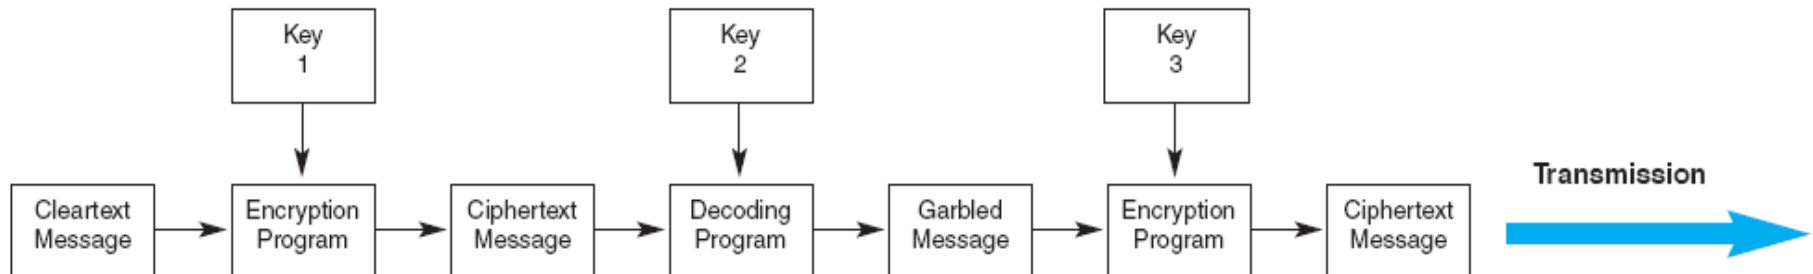 Key
1
Key
2
Key
3
Cleartext
Message
Encryption
Program
Ciphertext
Message
Decoding
Program
Garbled
Message
Encryption
Program
Ciphertext
Message
Transmission